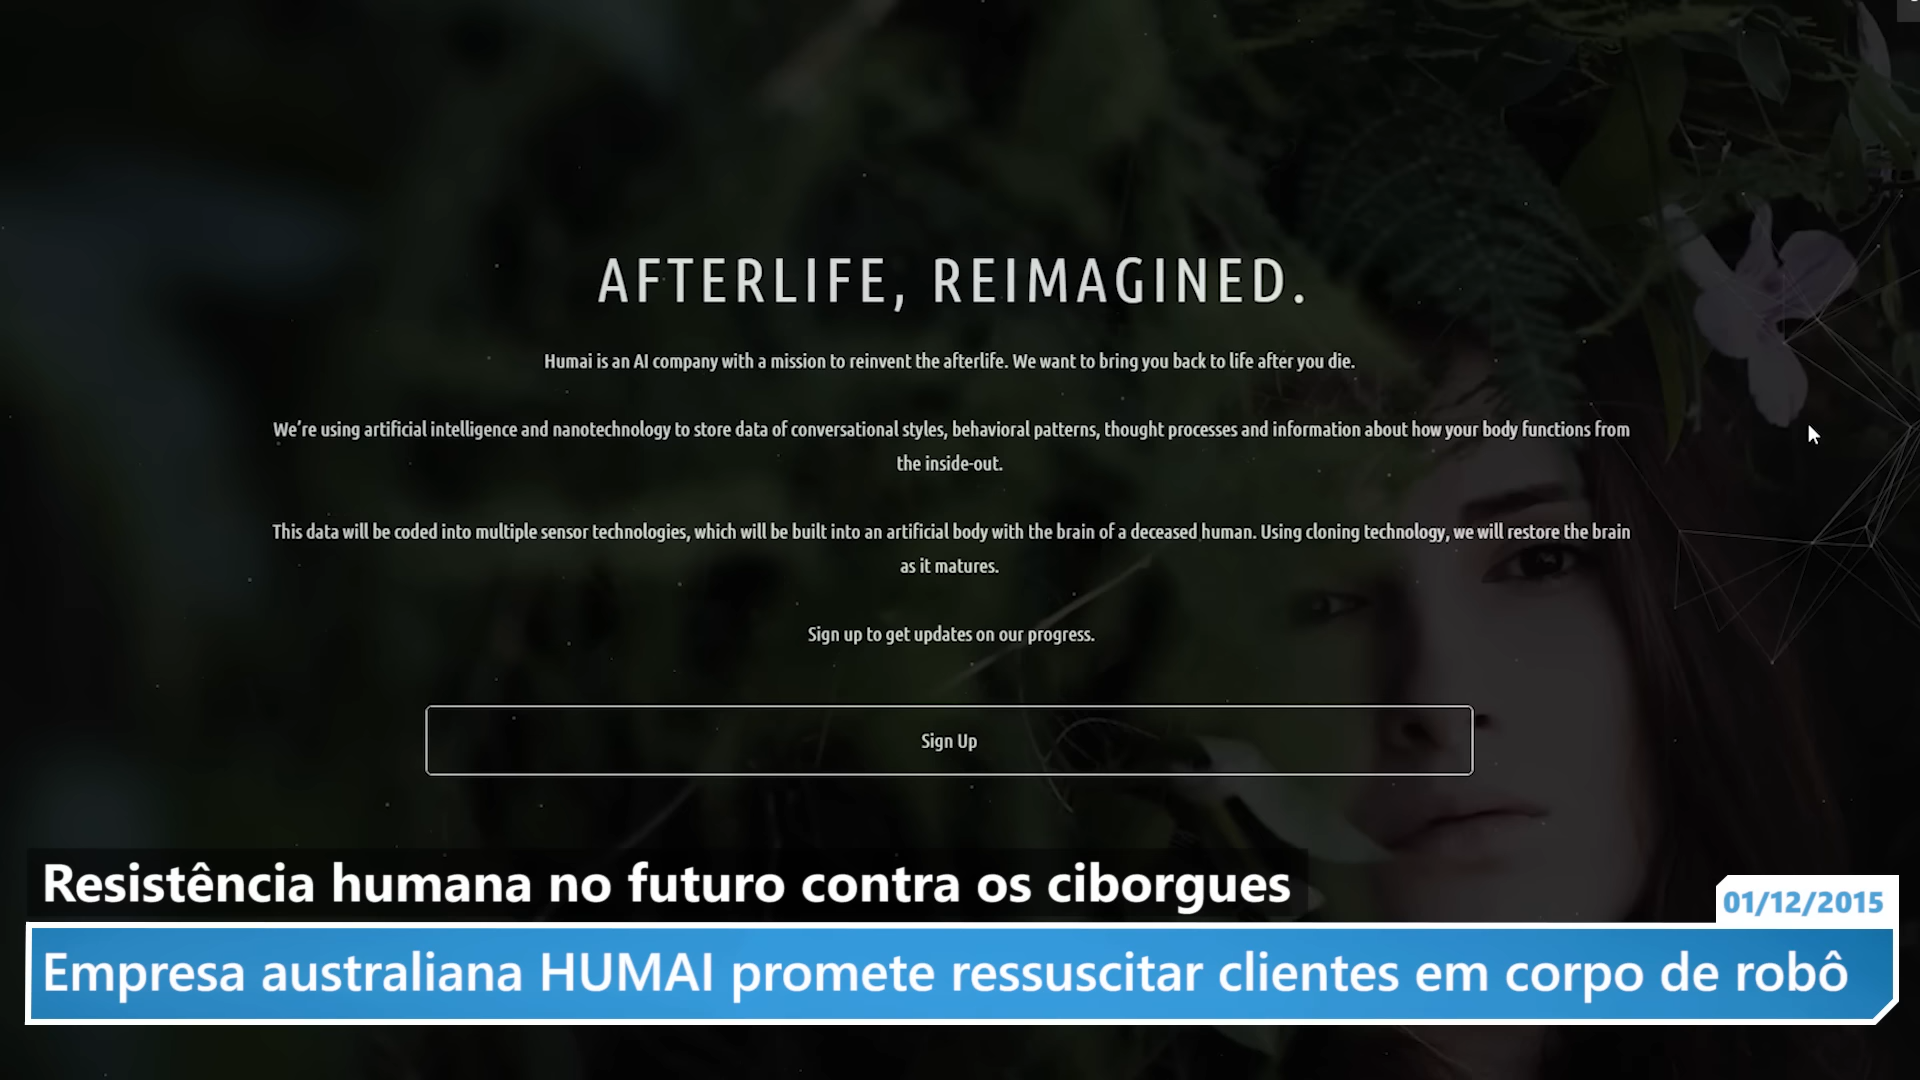 AFTERLIFE, REIMAGINED.
Humai is an AI company with a mission to reinvent the afterlife. We want to bring you back to life after you die.
We're using artificial intelligence and nanotechnology to store data of conversational styles, behavioral patterns, thought processes and information about how your body functions from
the inside-out.
This data will be coded into multiple sensor technologies, which will be built into an artificial body with the brain of a deceased human. Using cloning technology, we will restore the brain
as it matures.
Sign up to get updates on our progress.
Sign Up
Resistência humana no futuro contra os ciborgues
01/12/2015
Empresa australiana HUMAI promete ressuscitar clientes em corpo de robô